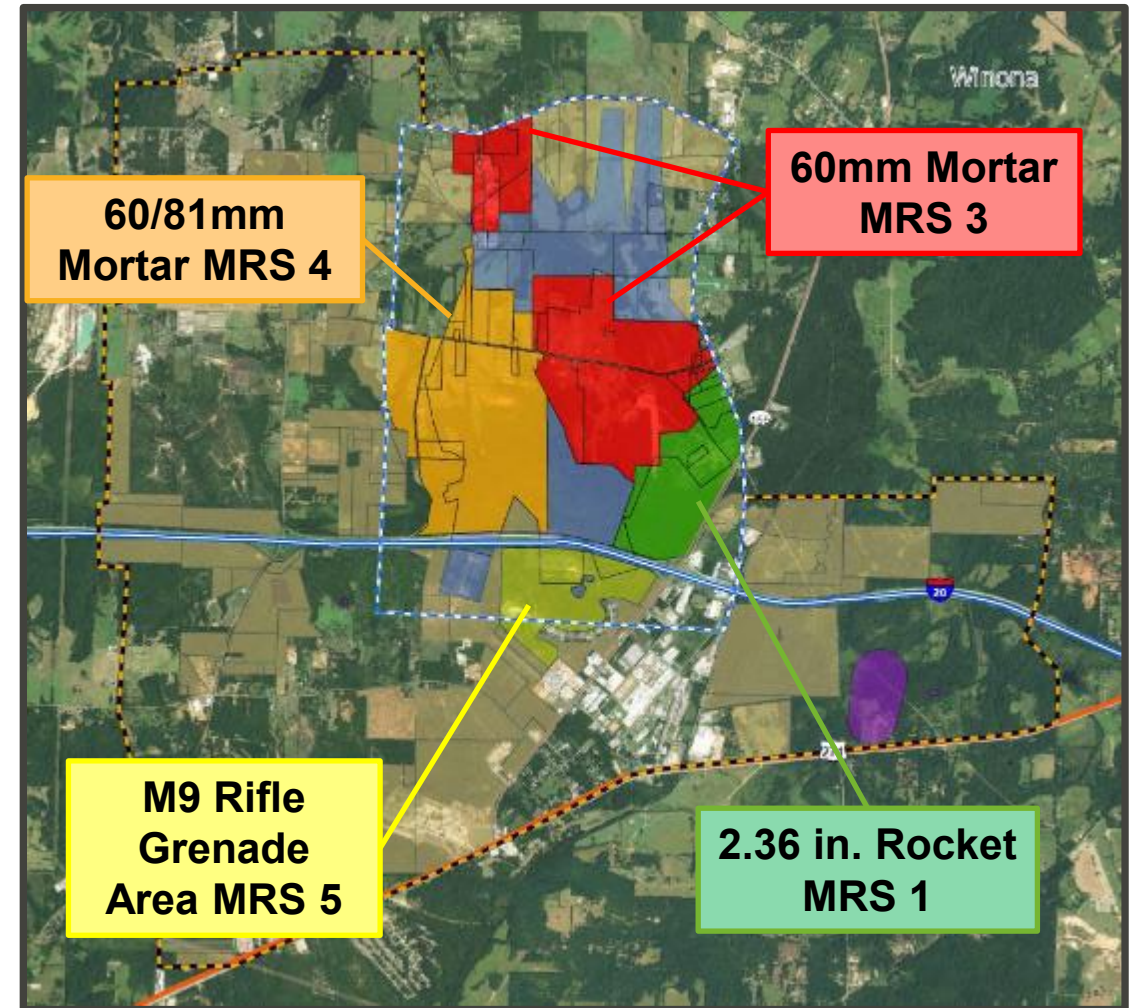 Winona
60mm Mortar
MRS 3
60/81mm
Mortar MRS 4
20
M9 Rifle
Grenade
Area MRS 5
2.36 in. Rocket
MRS 1